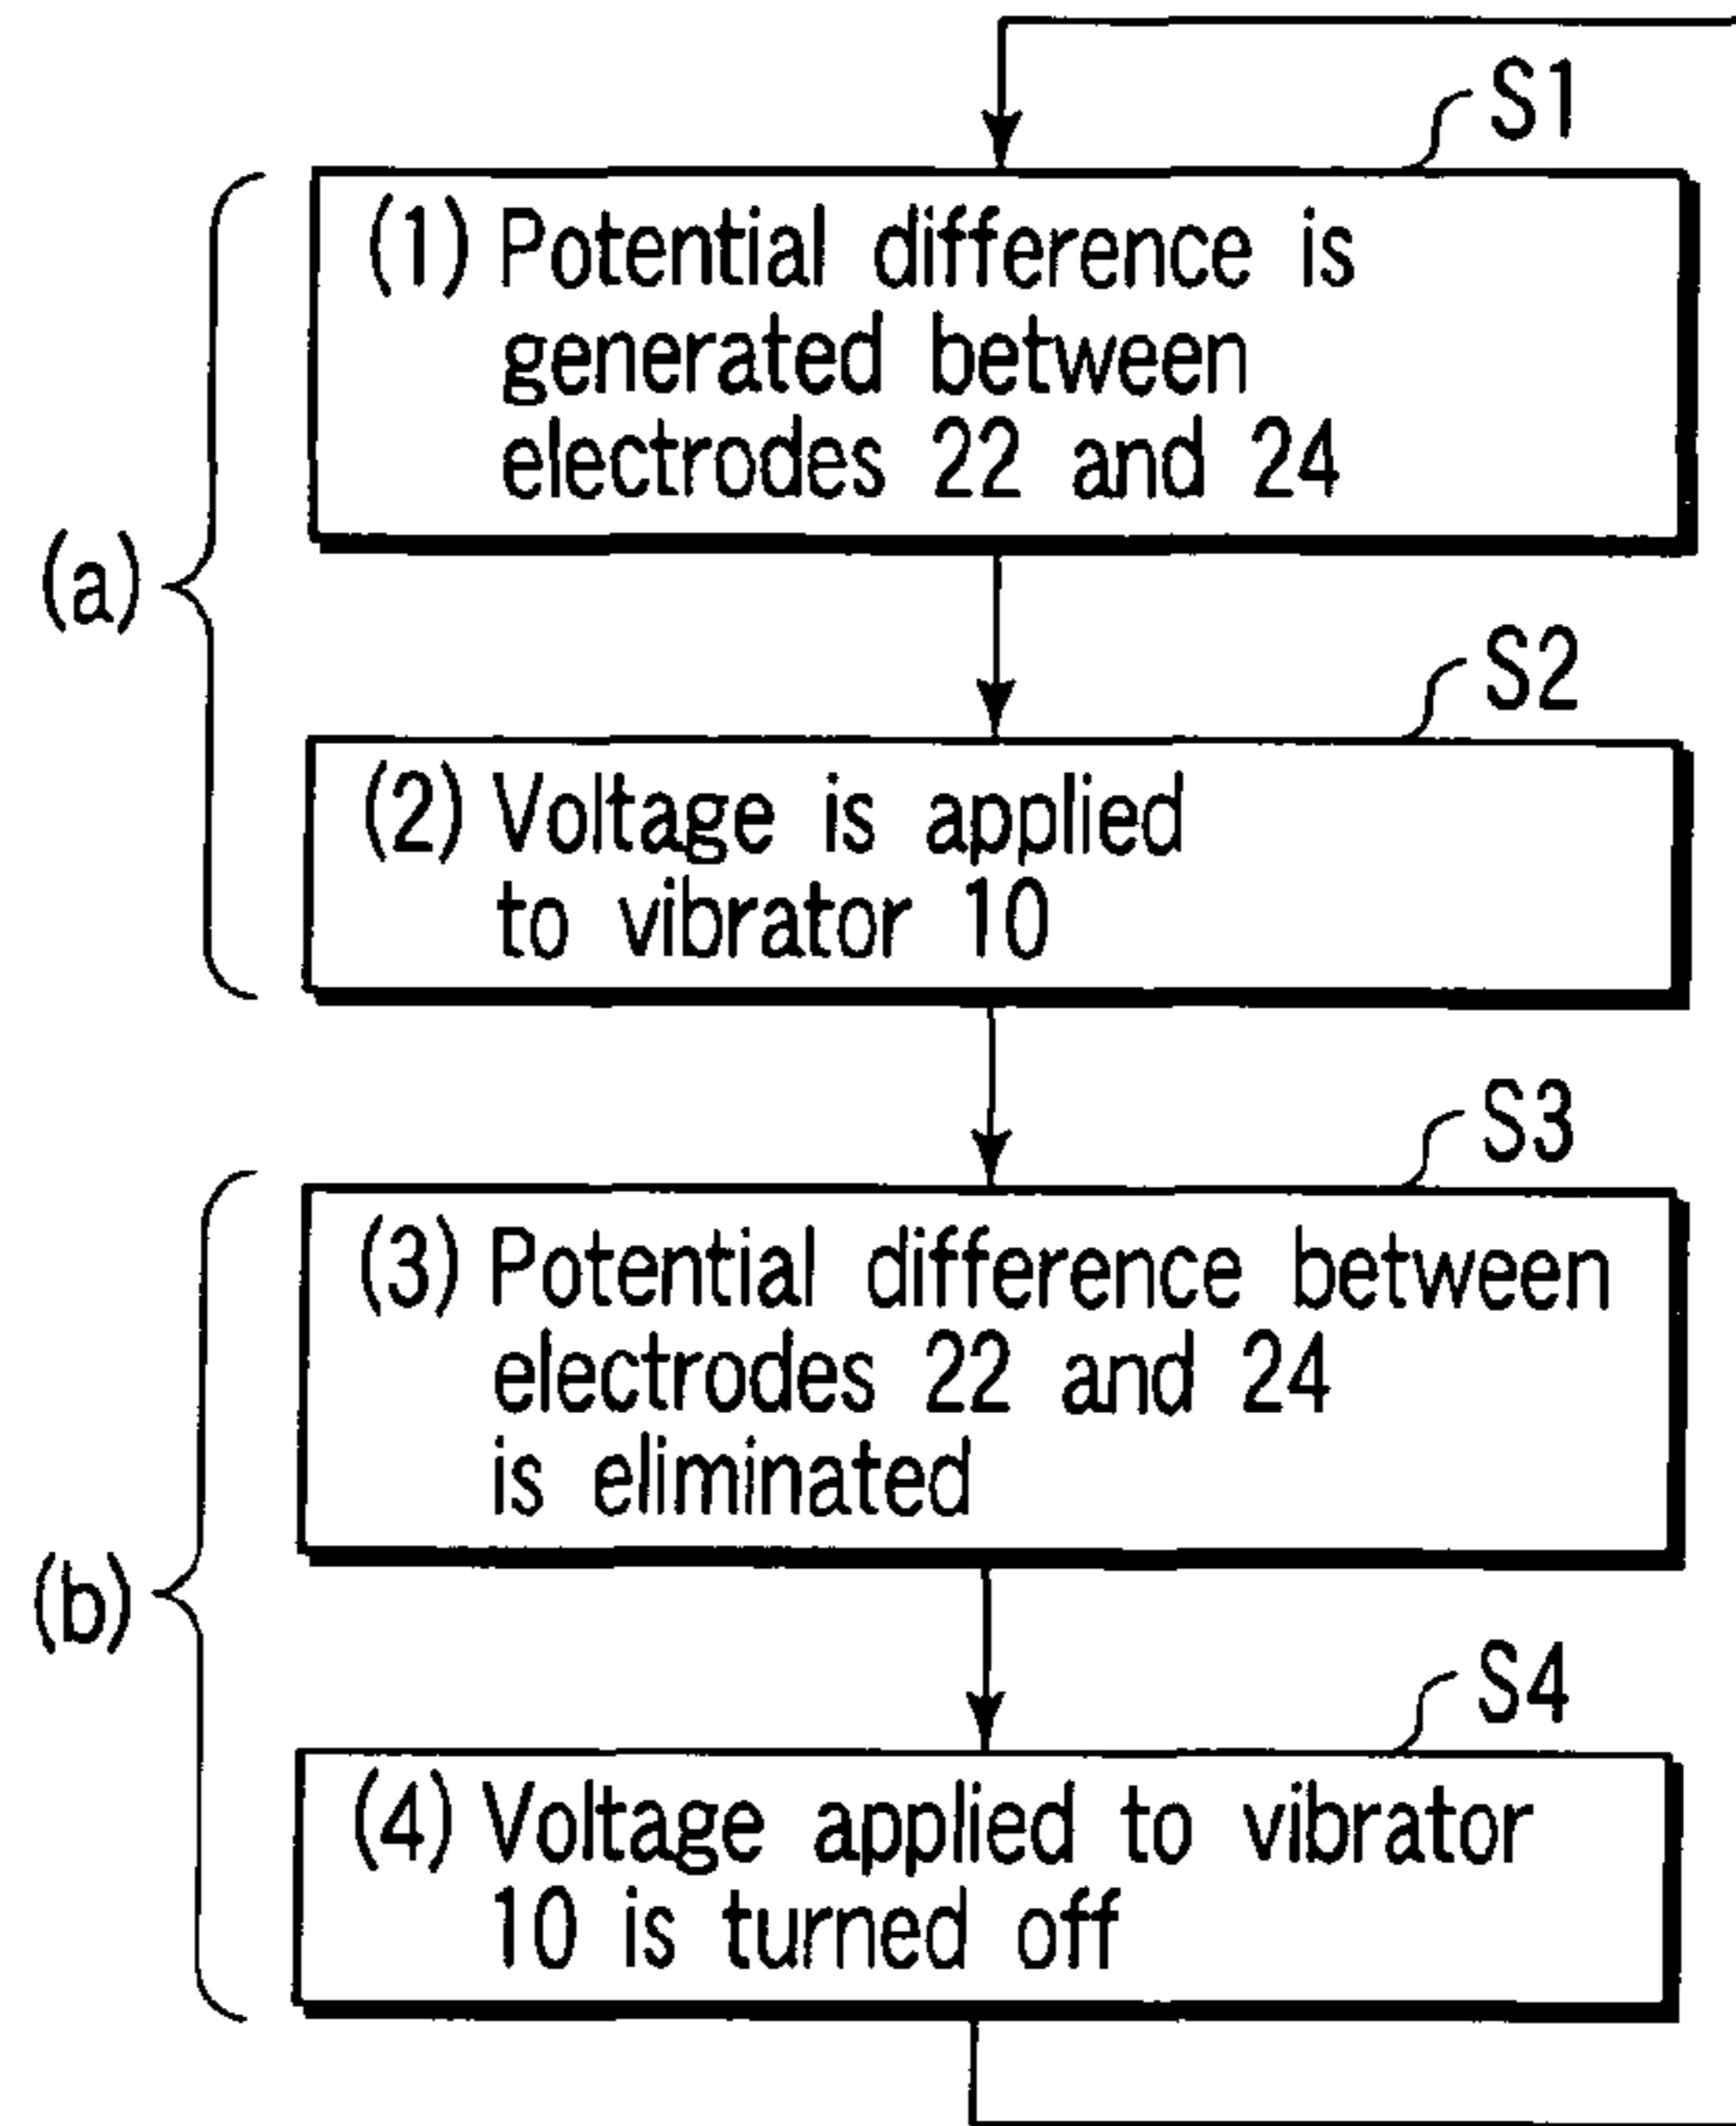 S1
(1) Potential difference is
generated between
electrodes 22 and 24
(a)
S2
(2) Voltage is applied
to vibrator 10
S3
(3) Potential difference between
electrodes 22 and 24
is eliminated
(b)
S4
(4) Voltage applied to vibrator
10 is turned off